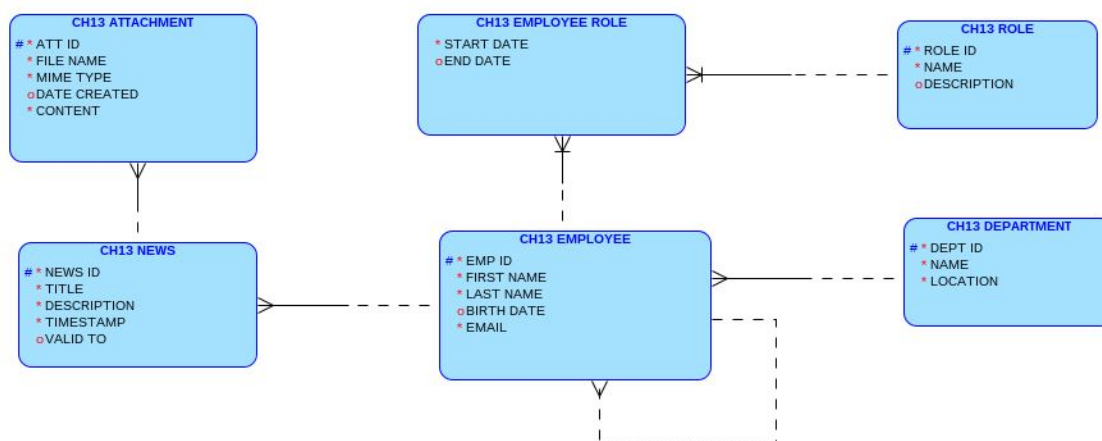 CH13 ATTACHMENT
# * ATT ID
* FILE NAME
* MIME TYPE
o DATE CREATED
* CONTENT
CH13 EMPLOYEE ROLE
* START DATE
o END DATE
CH13 ROLE
# * ROLE ID
* NAME
o DESCRIPTION
CH13 NEWS
# * NEWS ID
* TITLE
* DESCRIPTION
* TIMESTAMP
o VALID TO
CH13 EMPLOYEE
# * EMP ID
* FIRST NAME
* LAST NAME
o BIRTH DATE
* EMAIL
CH13 DEPARTMENT
# * DEPT ID
* NAME
* LOCATION